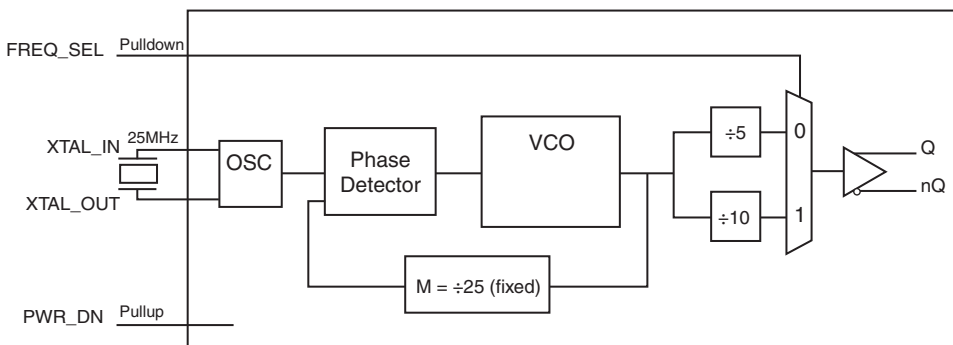 FREQ_SEL Pulldown
XTAL_IN 25MHz
XTAL_OUT
OSC
Phase
Detector
VCO
÷5
÷10
0
1
Q
nQ
M = ÷25 (fixed)
PWR_DN Pullup